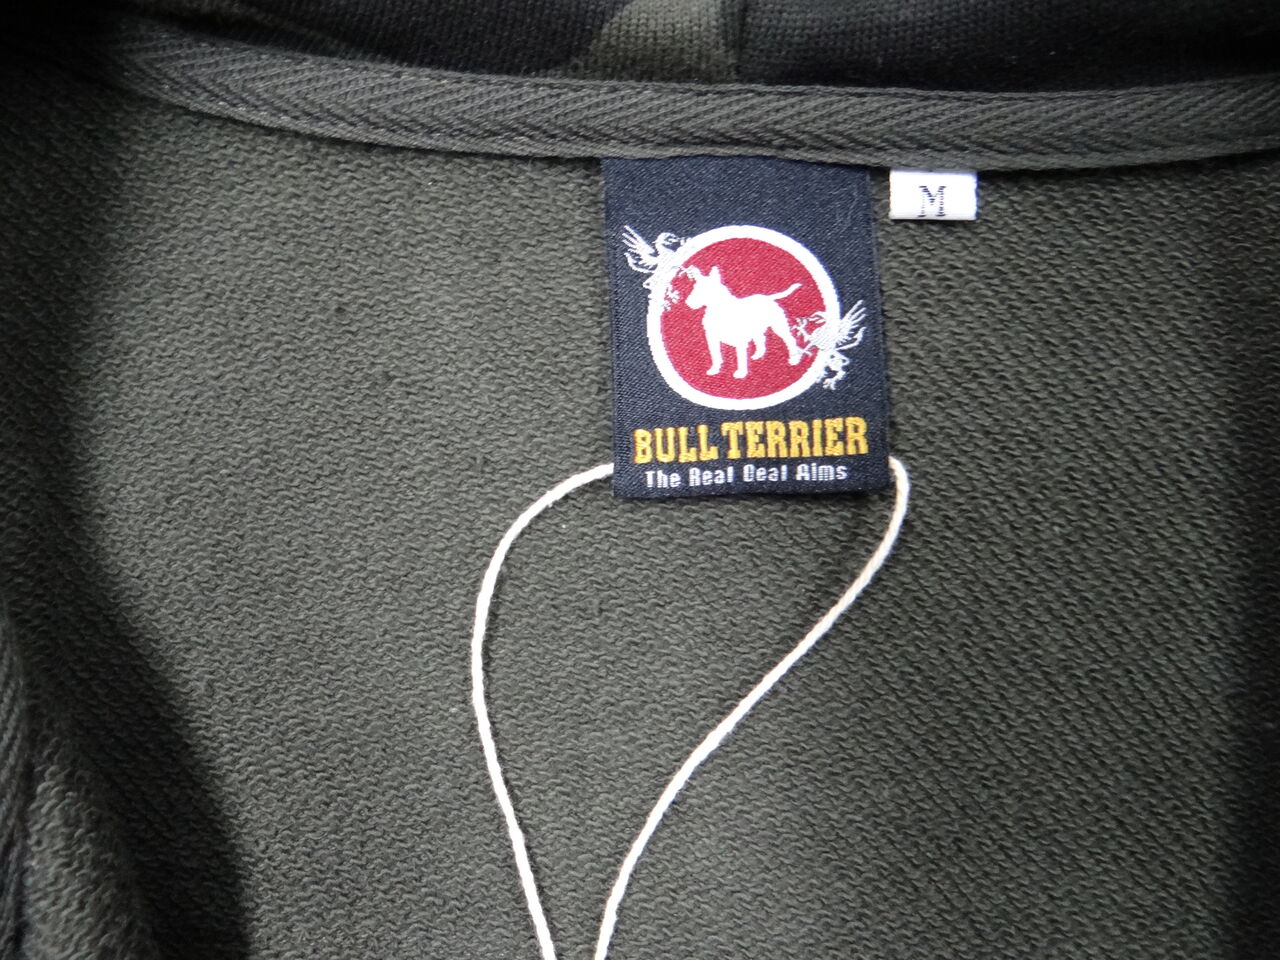 M
BULL TERRIER
The Real Deal Aims